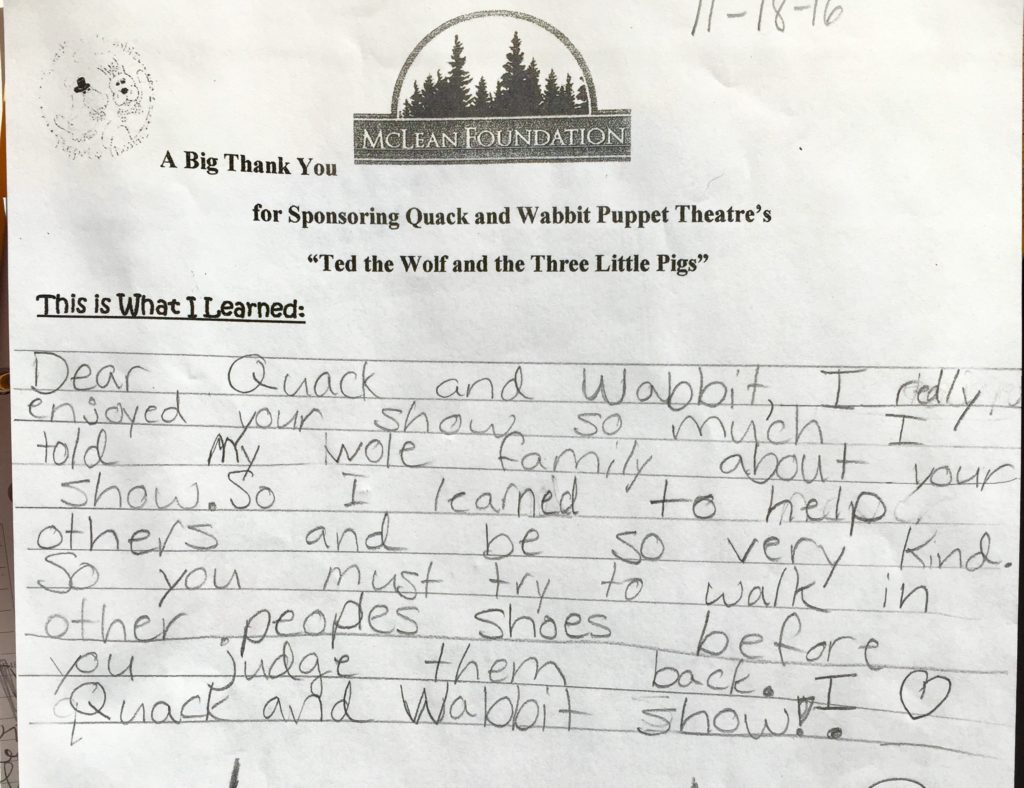 11-18-16
McLean Foundation
A Big Thank You
for Sponsoring Quack and Wabbit Puppet Theatre's
"Ted the Wolf and the Three Little Pigs"
This is What I Learned:
Dear Quack and Wabbit, I really
enjoyed your show so much I
told my wole family about your
show. So I learned to help
others and be so very kind.
So you must try to walk in
other peoples shoes before
you judge them back. I ♡
Quack and Wabbit show!.